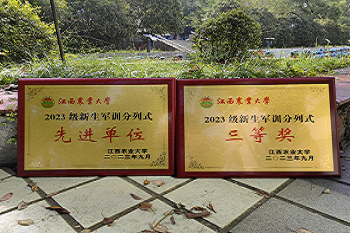 江西农业大学
2023级新生军训分列式
先进单位
江西农业大学
二〇二三年九月
江西农业大学
2023级新生军训分列式
三等奖
江西农业大学
二〇二三年九月